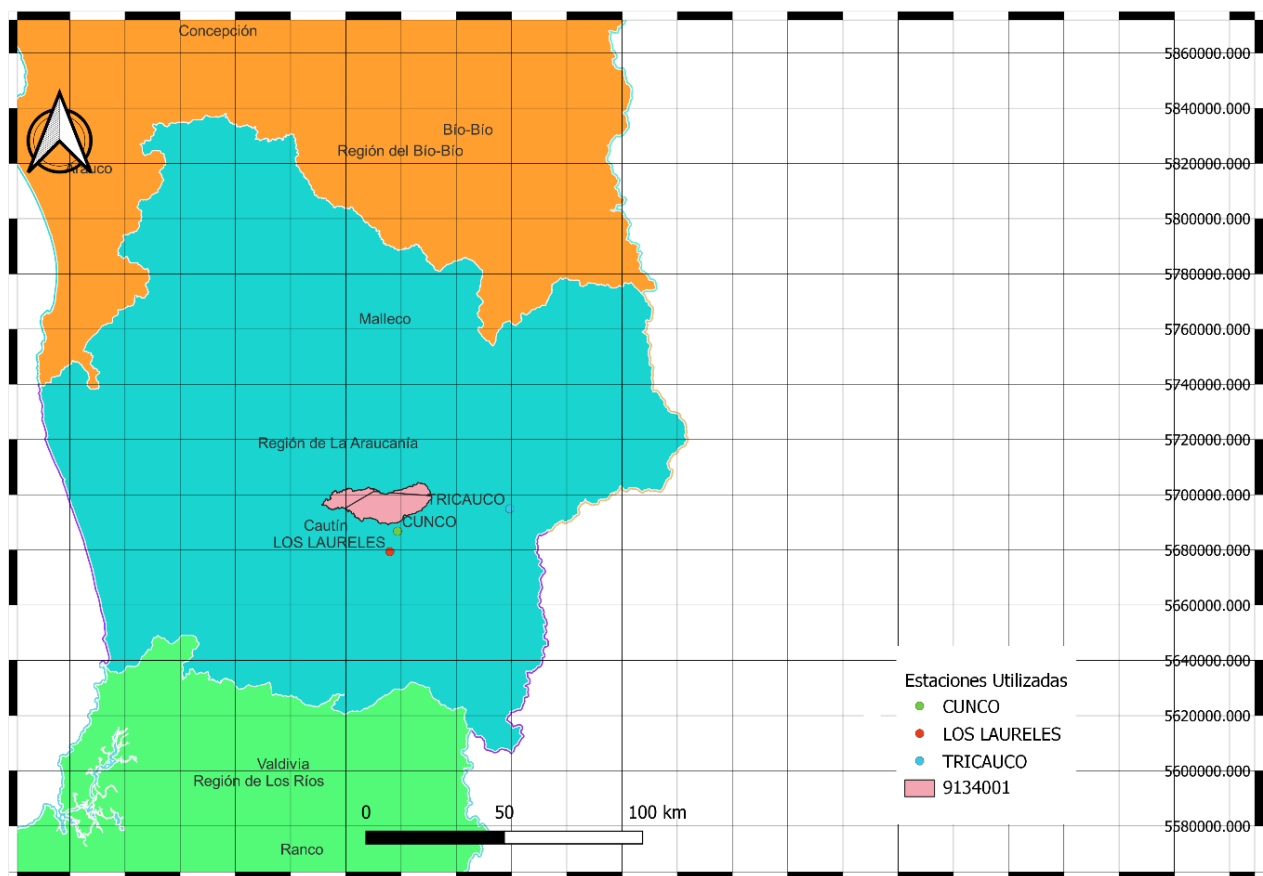 Concepción
5860000.000
5840000.000
Bío-Bío
Región del Bío-Bío
5820000.000
Arauco
5800000.000
5780000.000
5760000.000
Malleco
5740000.000
5720000.000
Región de La Araucanía
5700000.000
TRICAUCO
CUNCO
Cautín
LOS LAURELES
5680000.000
5660000.000
5640000.000
Estaciones Utilizadas
CUNCO
LOS LAURELES
TRICAUCO
9134001
5620000.000
5600000.000
5580000.000
Valdivia
Región de Los Ríos
0 50 100 km
Ranco